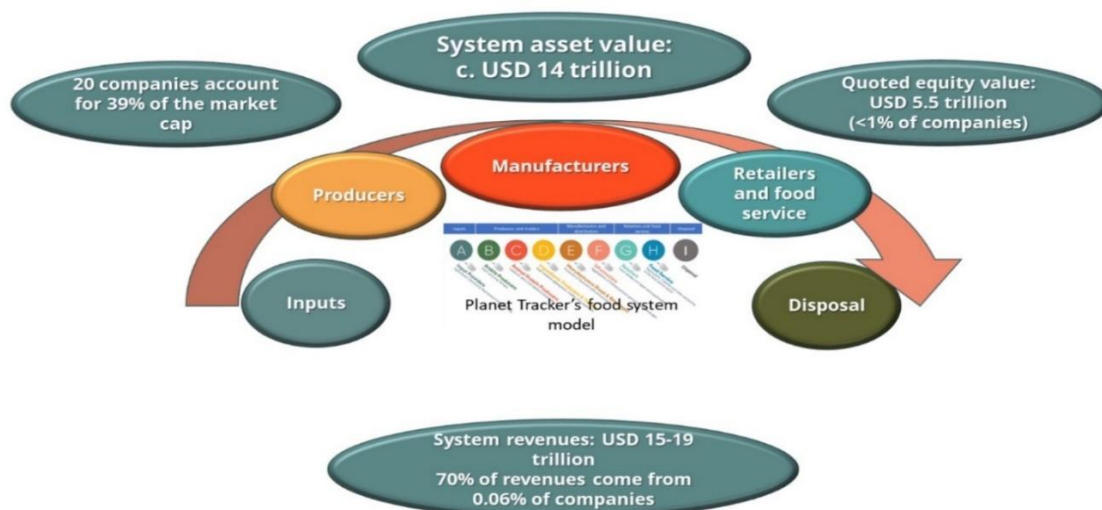 System asset value:
c. USD 14 trillion
20 companies account
for 39% of the market
cap
Quoted equity value:
USD 5.5 trillion
(<1% of companies)
Manufacturers
Producers
Retailers
and food
service
Inputs
A B C D E F G H I
Planet Tracker's food system
model
Inputs
Disposal
System revenues: USD 15-19
trillion
70% of revenues come from
0.06% of companies